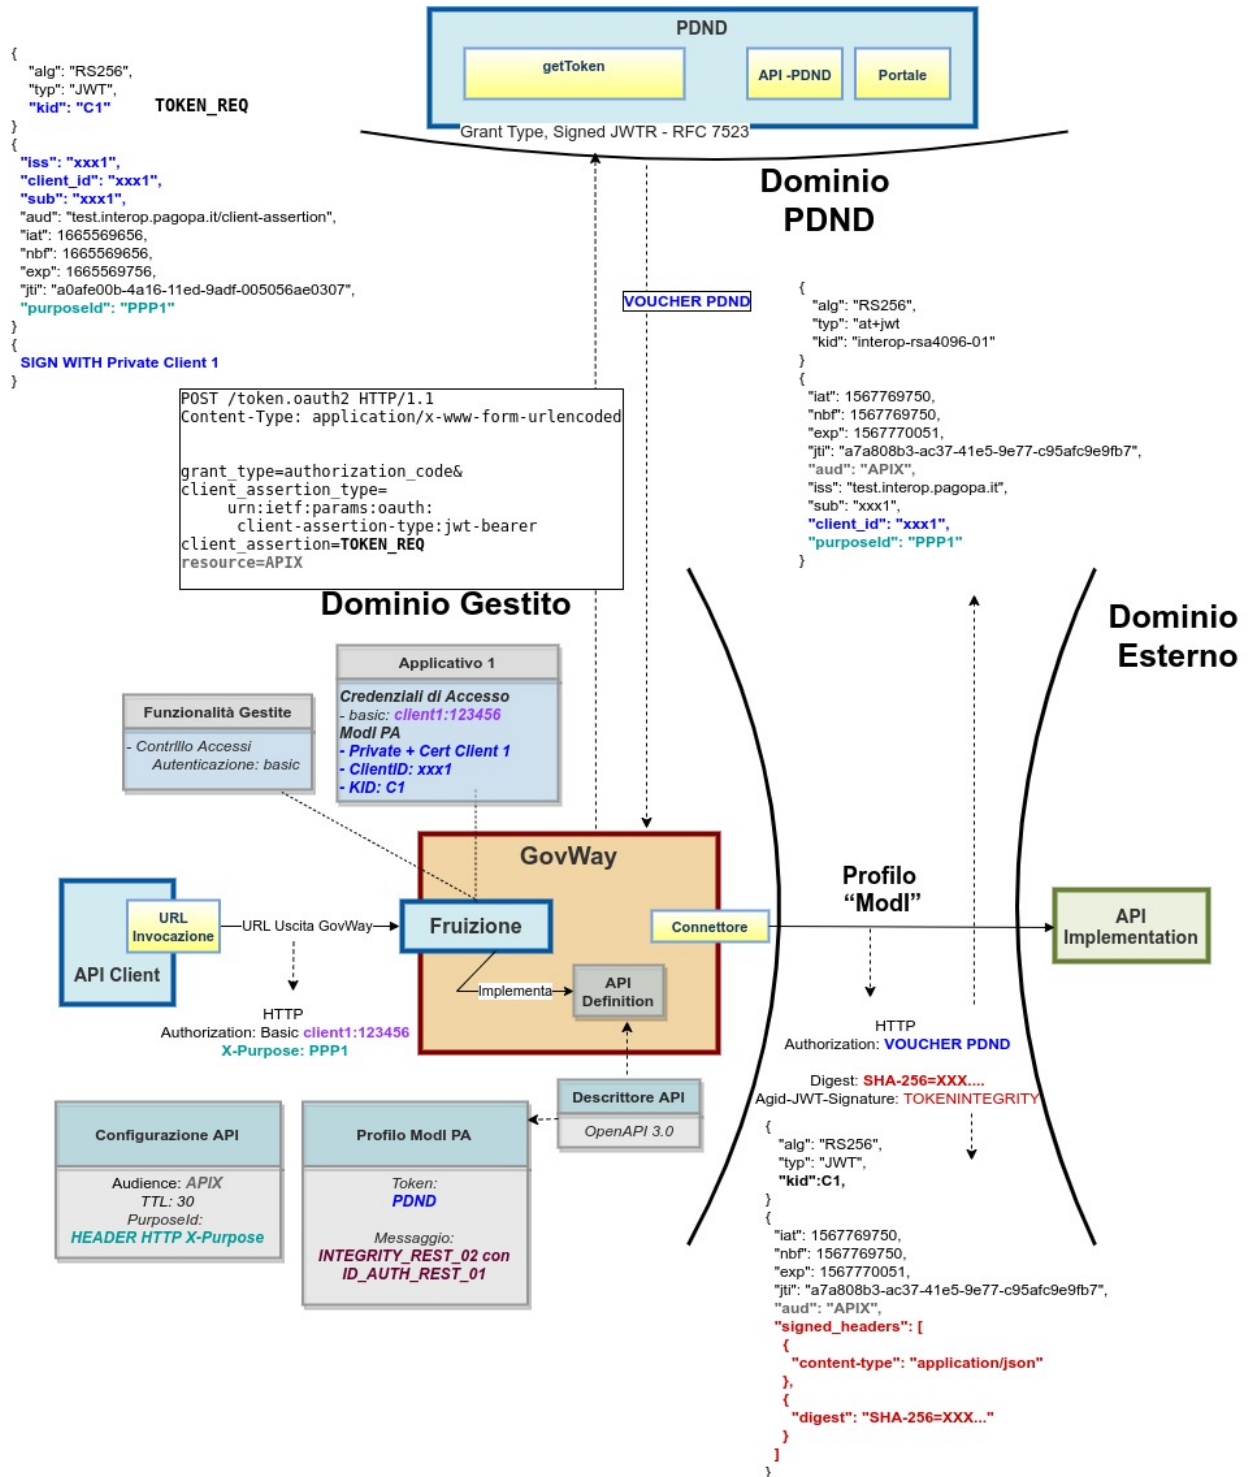 PDND
getToken
API -PDND
Portale
Grant Type, Signed JWTR - RFC 7523
{
"alg": "RS256",
"typ": "JWT",
"kid": "C1"
TOKEN_REQ
}
{
"iss": "xxx1",
"client_id": "xxx1",
"sub": "xxx1",
"aud": "test.interop.pagopa.it/client-assertion",
"iat": 1665569656,
"nbf": 1665569656,
"exp": 1665569756,
"jti": "a0afe00b-4a16-11ed-9adf-005056ae0307",
"purposeId": "PPP1"
}
{
SIGN WITH Private Client 1
}
Dominio
PDND
VOUCHER PDND
{
"alg": "RS256",
"typ": "at+jwt
"kid": "interop-rsa4096-01"
}
{
"iat": 1567769750,
"nbf": 1567769750,
"exp": 1567770051,
"jti": "a7a808b3-ac37-41e5-9e77-c95afc9e9fb7",
"aud": "APIX",
"iss": "test.interop.pagopa.it",
"sub": "xxx1",
"client_id": "xxx1",
"purposeId": "PPP1"
}
POST /token.oauth2 HTTP/1.1
Content-Type: application/x-www-form-urlencoded
grant_type=authorization_code&
client_assertion_type=
urn:ietf:params:oauth:
client-assertion-type:jwt-bearer
client_assertion=TOKEN_REQ
resource=APIX
Dominio Gestito
Dominio
Esterno
Funzionalità Gestite
- Contrlllo Accessi
Autenticazione: basic
Applicativo 1
Credenziali di Accesso
- basic: client1:123456
ModI PA
- Private + Cert Client 1
- ClientID: xxx1
- KID: C1
GovWay
URL
Invocazione
API Client
URL Uscita GovWay
Fruizione
Connettore
Implementa
API
Definition
Profilo
“ModI”
API
Implementation
HTTP
Authorization: Basic client1:123456
X-Purpose: PPP1
HTTP
Authorization: VOUCHER PDND
Digest: SHA-256=XXX....
Agid-JWT-Signature: TOKENINTEGRITY
Descrittore API
OpenAPI 3.0
Configurazione API
Audience: APIX
TTL: 30
PurposeId:
HEADER HTTP X-Purpose
Profilo ModI PA
Token:
PDND
Messaggio:
INTEGRITY_REST_02 con
ID_AUTH_REST_01
{
"alg": "RS256",
"typ": "JWT",
"kid":C1,
}
{
"iat": 1567769750,
"nbf": 1567769750,
"exp": 1567770051,
"jti": "a7a808b3-ac37-41e5-9e77-c95afc9e9fb7",
"aud": "APIX",
"signed_headers": [
{
"content-type": "application/json"
},
{
"digest": "SHA-256=XXX..."
}
]
}